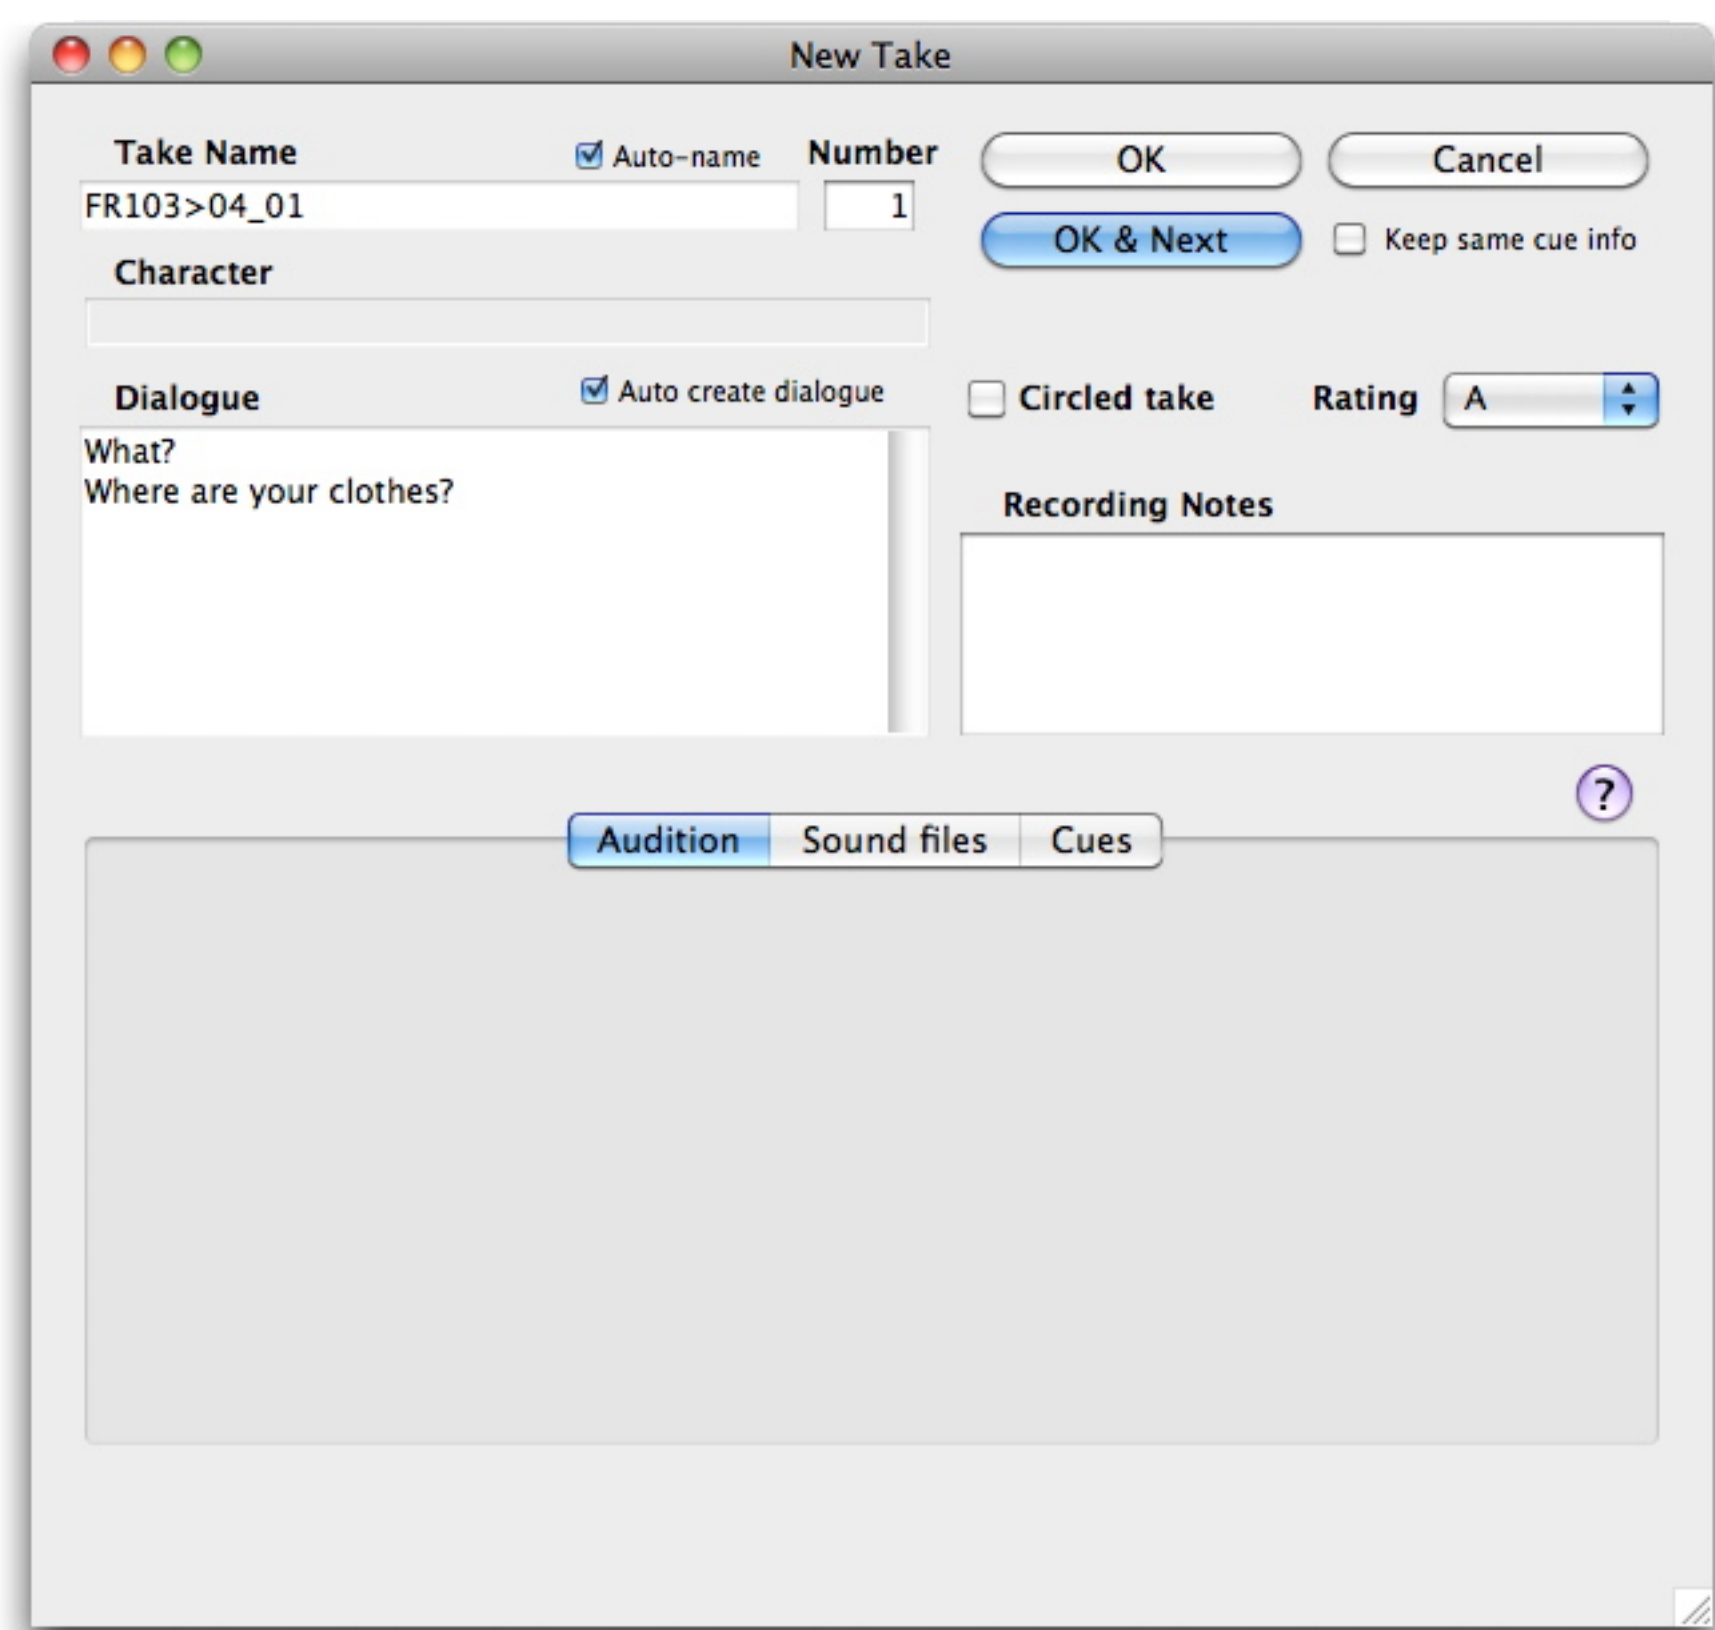 New Take
Take Name
Auto-name
Number
OK
Cancel
FR103>04_01
1
OK & Next
Keep same cue info
Character
Dialogue
Auto create dialogue
Circled take
Rating
A
What?
Where are your clothes?
Recording Notes
?
Audition
Sound files
Cues